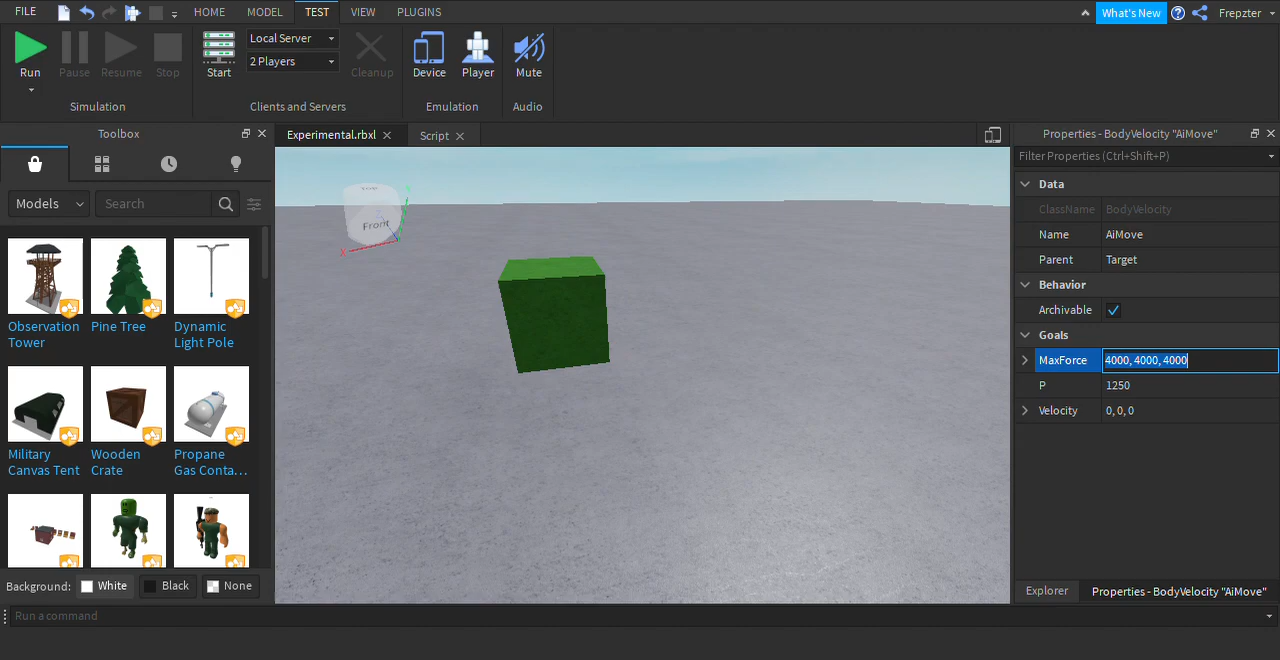 FILE
HOME
MODEL
TEST
VIEW
PLUGINS
What's New
Frepzter
Run
Pause
Resume
Stop
Start
Local Server
2 Players
Cleanup
Device
Player
Mute
Simulation
Clients and Servers
Emulation
Audio
Toolbox
Models
Search
Observation
Tower
Pine Tree
Dynamic
Light Pole
Military
Canvas Tent
Wooden
Crate
Propane
Gas Conta...
Background:
White
Black
None
Experimental.rbxl
Script
Front
X
Properties - BodyVelocity "AiMove"
Filter Properties (Ctrl+Shift+P)
Data
ClassName BodyVelocity
Name AiMove
Parent Target
Behavior
Archivable
Goals
MaxForce 4000, 4000, 4000
P 1250
Velocity 0, 0, 0
Explorer
Properties - BodyVelocity "AiMove"
Run a command